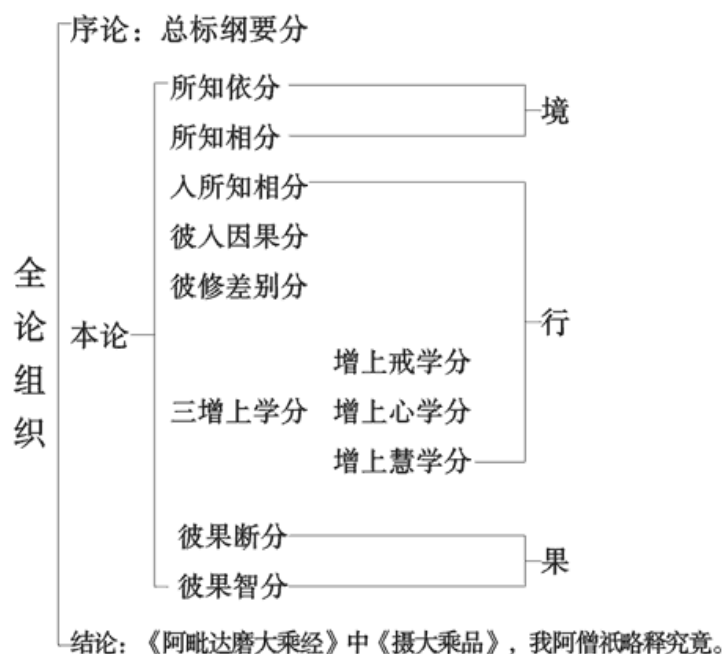 序论：总标纲要分
所知依分
境
所知相分
入所知相分
彼入因果分
彼修差别分
全论组织
本论
行
增上戒学分
三增上学分
增上心学分
增上慧学分
彼果断分
果
彼果智分
结论：《阿毗达磨大乘经》中《摄大乘品》，我阿僧祇略释究竟。